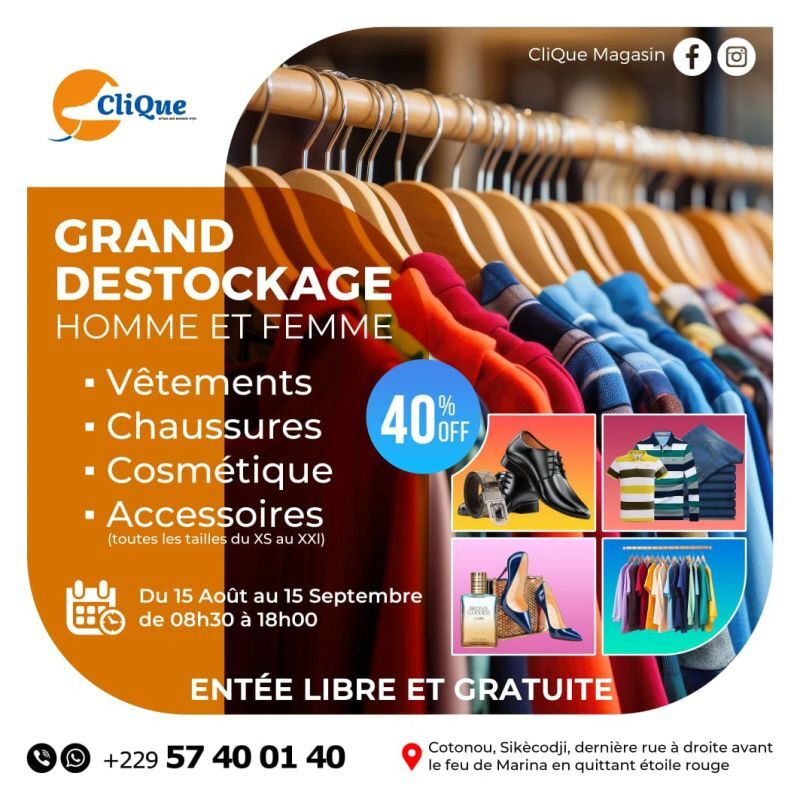 CliQue Magasin
CliQue
GRAND
DESTOCKAGE
HOMME ET FEMME
▪ Vêtements
▪ Chaussures
▪ Cosmétique
▪ Accessoires
(toutes les tailles du XS au XXl)
40% OFF
Du 15 Août au 15 Septembre
de 08h30 à 18h00
ENTÉE LIBRE ET GRATUITE
+229 57 40 01 40
Cotonou, Sikècodji, dernière rue à droite avant
le feu de Marina en quittant étoile rouge